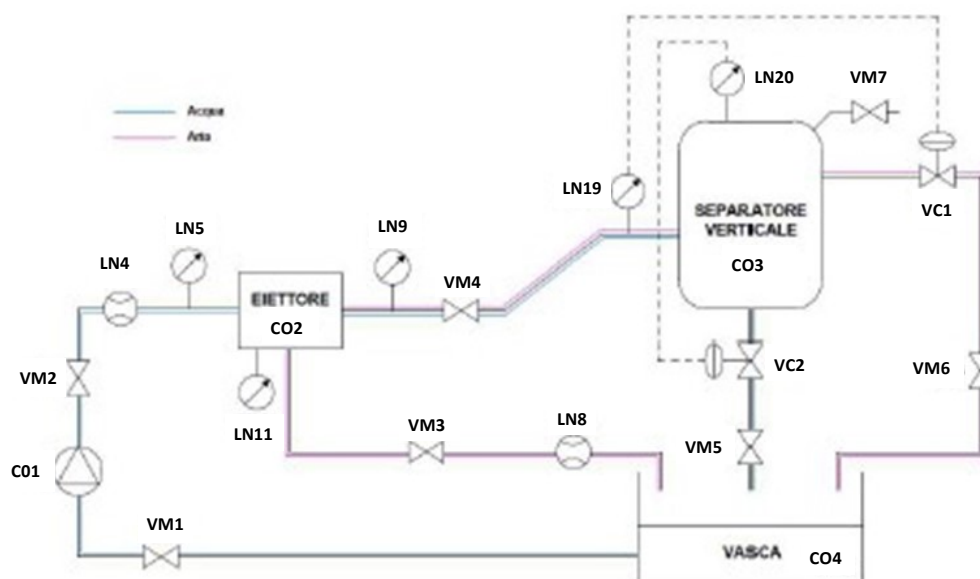 LN20
VM7
Acqua
Aria
LN19
SEPARATORE
VERTICALE
CO3
VC1
LN5
LN9
LN4
VM4
EIETTORE
CO2
VM2
VC2
VM6
LN11
VM3
LN8
VM5
C01
VM1
VASCA
CO4